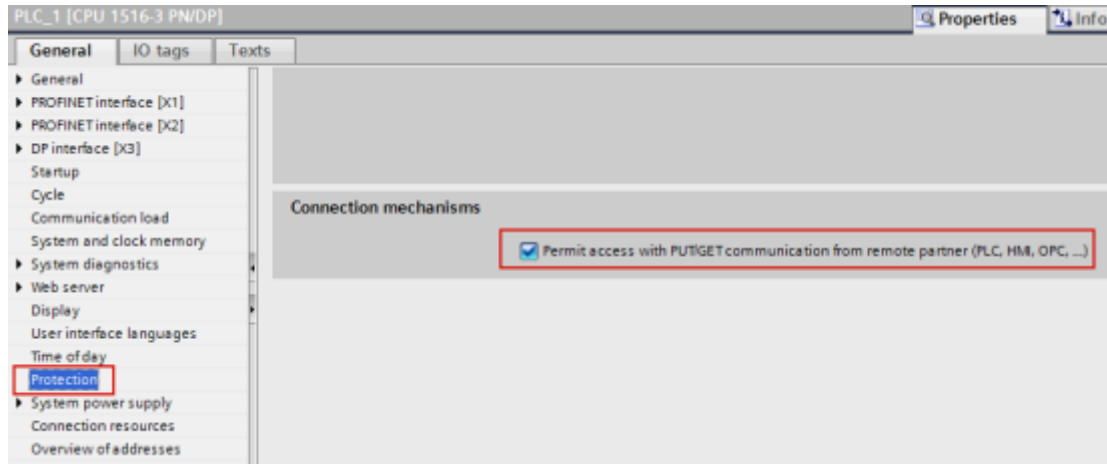 PLC_1 [CPU 1516-3 PN/DP]
Properties
Info
General
IO tags
Texts
General
PROFINET interface [X1]
PROFINET interface [X2]
DP interface [X3]
Startup
Cycle
Communication load
System and clock memory
System diagnostics
Web server
Display
User interface languages
Time of day
Protection
System power supply
Connection resources
Overview of addresses
Connection mechanisms
Permit access with PUT/GET communication from remote partner (PLC, HMI, OPC, ...)